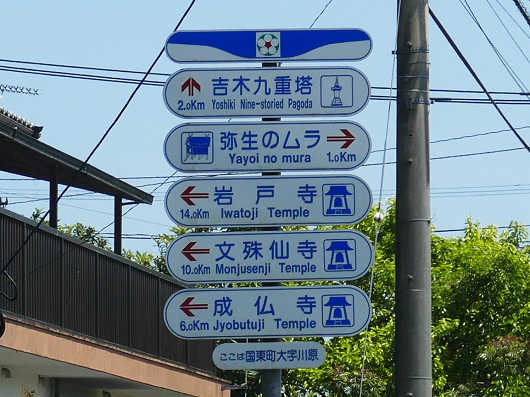 吉木九重塔
2.0Km Yoshiki Nine-storied Pagoda
弥生のムラ
Yayoi no mura 1.0Km
岩戸寺
14.0Km Iwatoji Temple
文殊仙寺
10.0Km Monjusenji Temple
成仏寺
6.0Km Jyobutuji Temple
ここは国東町大字川原